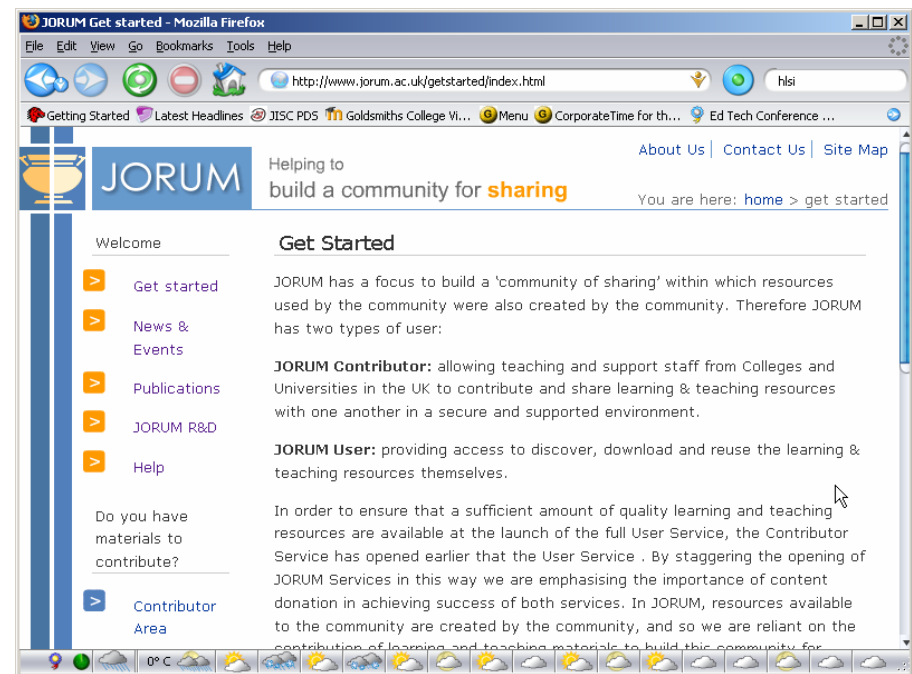 JORUM Get started - Mozilla Firefox
File Edit View Go Bookmarks Tools Help
http://www.jorum.ac.uk/getstarted/index.html
hlsi
Getting Started Latest Headlines JISC PDS Goldsmiths College Vi... Menu CorporateTime for th... Ed Tech Conference ...
About Us | Contact Us | Site Map
JORUM
Helping to
build a community for sharing
You are here: home > get started
Welcome
Get started
News &
Events
Publications
JORUM R&D
Help
Do you have
materials to
contribute?
Contributor
Area
Get Started
JORUM has a focus to build a 'community of sharing' within which resources
used by the community were also created by the community. Therefore JORUM
has two types of user:
JORUM Contributor: allowing teaching and support staff from Colleges and
Universities in the UK to contribute and share learning & teaching resources
with one another in a secure and supported environment.
JORUM User: providing access to discover, download and reuse the learning &
teaching resources themselves.
In order to ensure that a sufficient amount of quality learning and teaching
resources are available at the launch of the full User Service, the Contributor
Service has opened earlier that the User Service . By staggering the opening of
JORUM Services in this way we are emphasising the importance of content
donation in achieving success of both services. In JORUM, resources available
to the community are created by the community, and so we are reliant on the
contribution of learning and teaching materials to build this community for
0° C